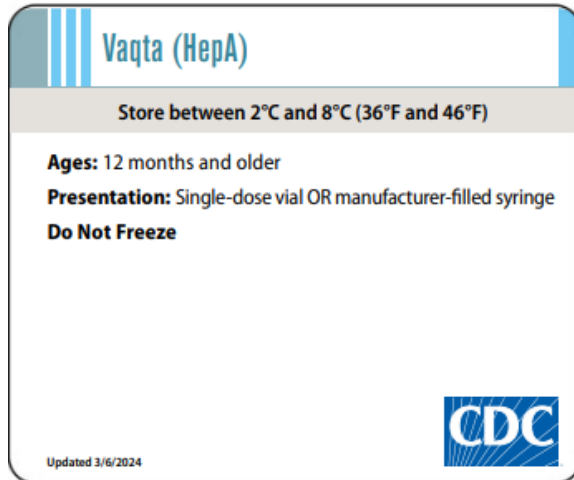 Vaqta (HepA)
Store between 2°C and 8°C (36°F and 46°F)
Ages: 12 months and older
Presentation: Single-dose vial OR manufacturer-filled syringe
Do Not Freeze
CDC
Updated 3/6/2024